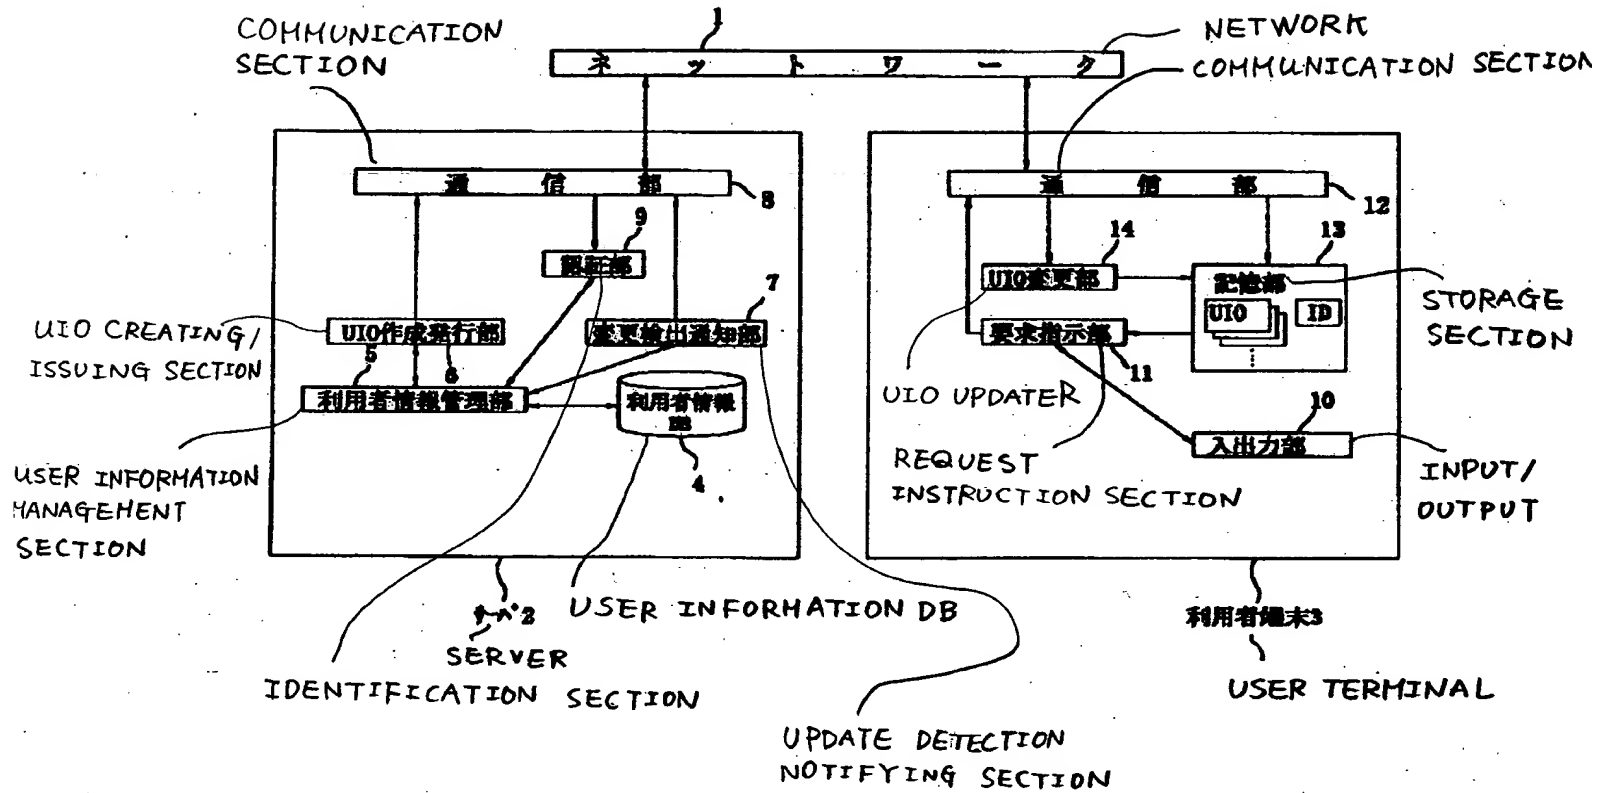 1
COMMUNICATION
SECTION
NETWORK
COMMUNICATION SECTION
ネットワーク
通信部
8
9
認証部
7
UIO作成発行部
変更検出通知部
5
6
利用者情報管理部
利用者情報
DB
4
UIO CREATING/
ISSUING SECTION
USER INFORMATION
MANAGEMENT
SECTION
サーバ2
SERVER
USER INFORMATION DB
IDENTIFICATION SECTION
UPDATE DETECTION
NOTIFYING SECTION
通信部
12
14
13
UIO変更部
記憶部
UIO
ID
要求指示部
11
10
入出力部
STORAGE
SECTION
UIO UPDATER
REQUEST
INSTRUCTION SECTION
INPUT/
OUTPUT
利用者端末3
USER TERMINAL